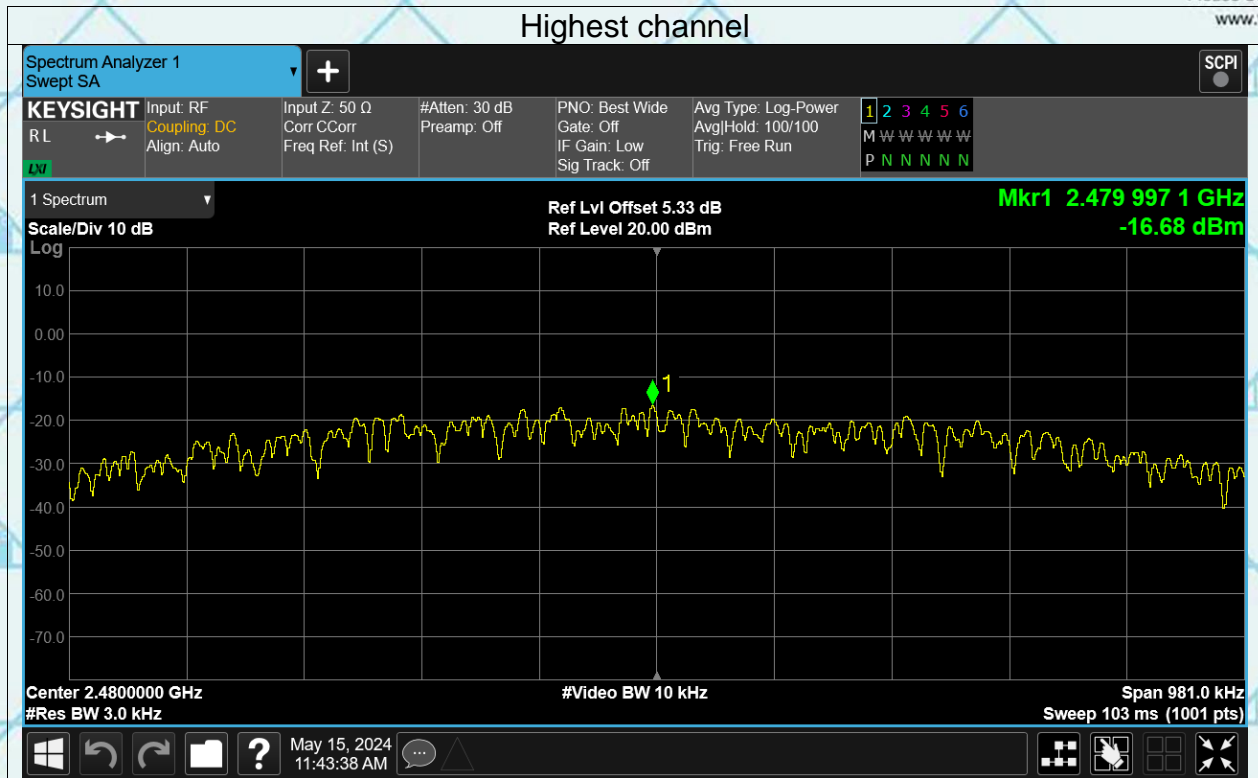 Highest channel
www.
Spectrum Analyzer 1
Swept SA
+
SCPI
KEYSIGHT
RL
LXI
Input: RF
Coupling: DC
Align: Auto
Input Z: 50 Ω
Corr CCorr
Freq Ref: Int (S)
#Atten: 30 dB
Preamp: Off
PNO: Best Wide
Gate: Off
IF Gain: Low
Sig Track: Off
Avg Type: Log-Power
Avg|Hold: 100/100
Trig: Free Run
1 2 3 4 5 6
M W W W W W
P N N N N N
1 Spectrum
Scale/Div 10 dB
Log
Ref Lvl Offset 5.33 dB
Ref Level 20.00 dBm
Mkr1 2.479 997 1 GHz
-16.68 dBm
10.0
0.00
-10.0
1
-20.0
-30.0
-40.0
-50.0
-60.0
-70.0
Center 2.4800000 GHz
#Res BW 3.0 kHz
#Video BW 10 kHz
Span 981.0 kHz
Sweep 103 ms (1001 pts)
?
May 15, 2024
11:43:38 AM